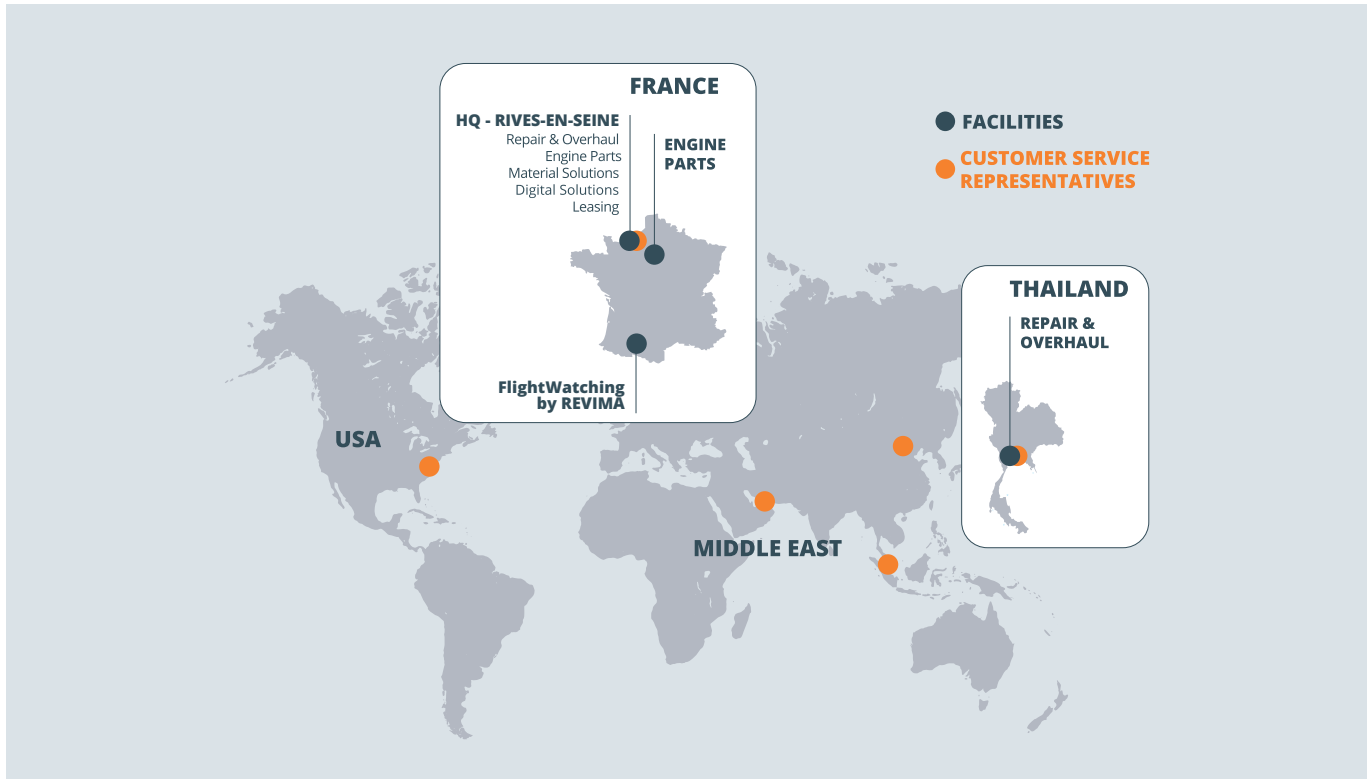 FRANCE
HQ - RIVES-EN-SEINE
Repair & Overhaul
Engine Parts
Material Solutions
Digital Solutions
Leasing
ENGINE
PARTS
FlightWatching
by REVIMA
FACILITIES
CUSTOMER SERVICE
REPRESENTATIVES
THAILAND
REPAIR &
OVERHAUL
USA
MIDDLE EAST